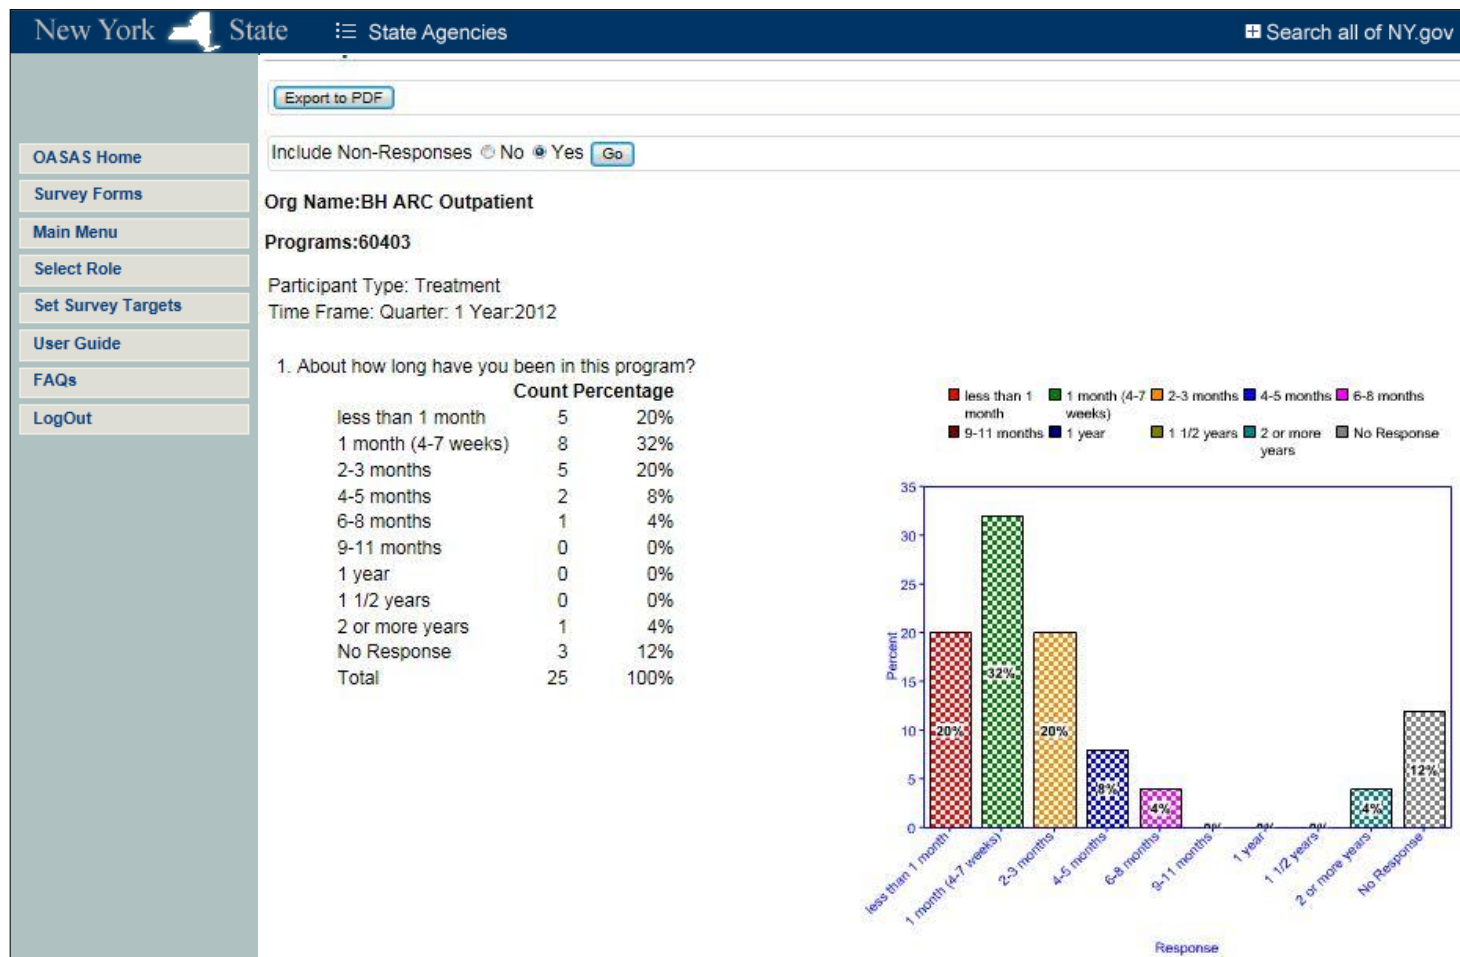 New York State
State Agencies
Search all of NY.gov
Export to PDF
Include Non-Responses No Yes Go
OASAS Home
Survey Forms
Main Menu
Select Role
Set Survey Targets
User Guide
FAQs
LogOut
Org Name:BH ARC Outpatient
Programs:60403
Participant Type: Treatment
Time Frame: Quarter: 1 Year:2012
1. About how long have you been in this program?
Count Percentage
less than 1 month 5 20%
1 month (4-7 weeks) 8 32%
2-3 months 5 20%
4-5 months 2 8%
6-8 months 1 4%
9-11 months 0 0%
1 year 0 0%
1 1/2 years 0 0%
2 or more years 1 4%
No Response 3 12%
Total 25 100%
less than 1 month
1 month (4-7 weeks)
2-3 months
4-5 months
6-8 months
9-11 months
1 year
1 1/2 years
2 or more years
No Response
Percent
35
30
25
20
15
10
5
0
20%
32%
20%
8%
4%
0%
0%
0%
4%
12%
less than 1 month
1 month (4-7 weeks)
2-3 months
4-5 months
6-8 months
9-11 months
1 year
1 1/2 years
2 or more years
No Response
Response